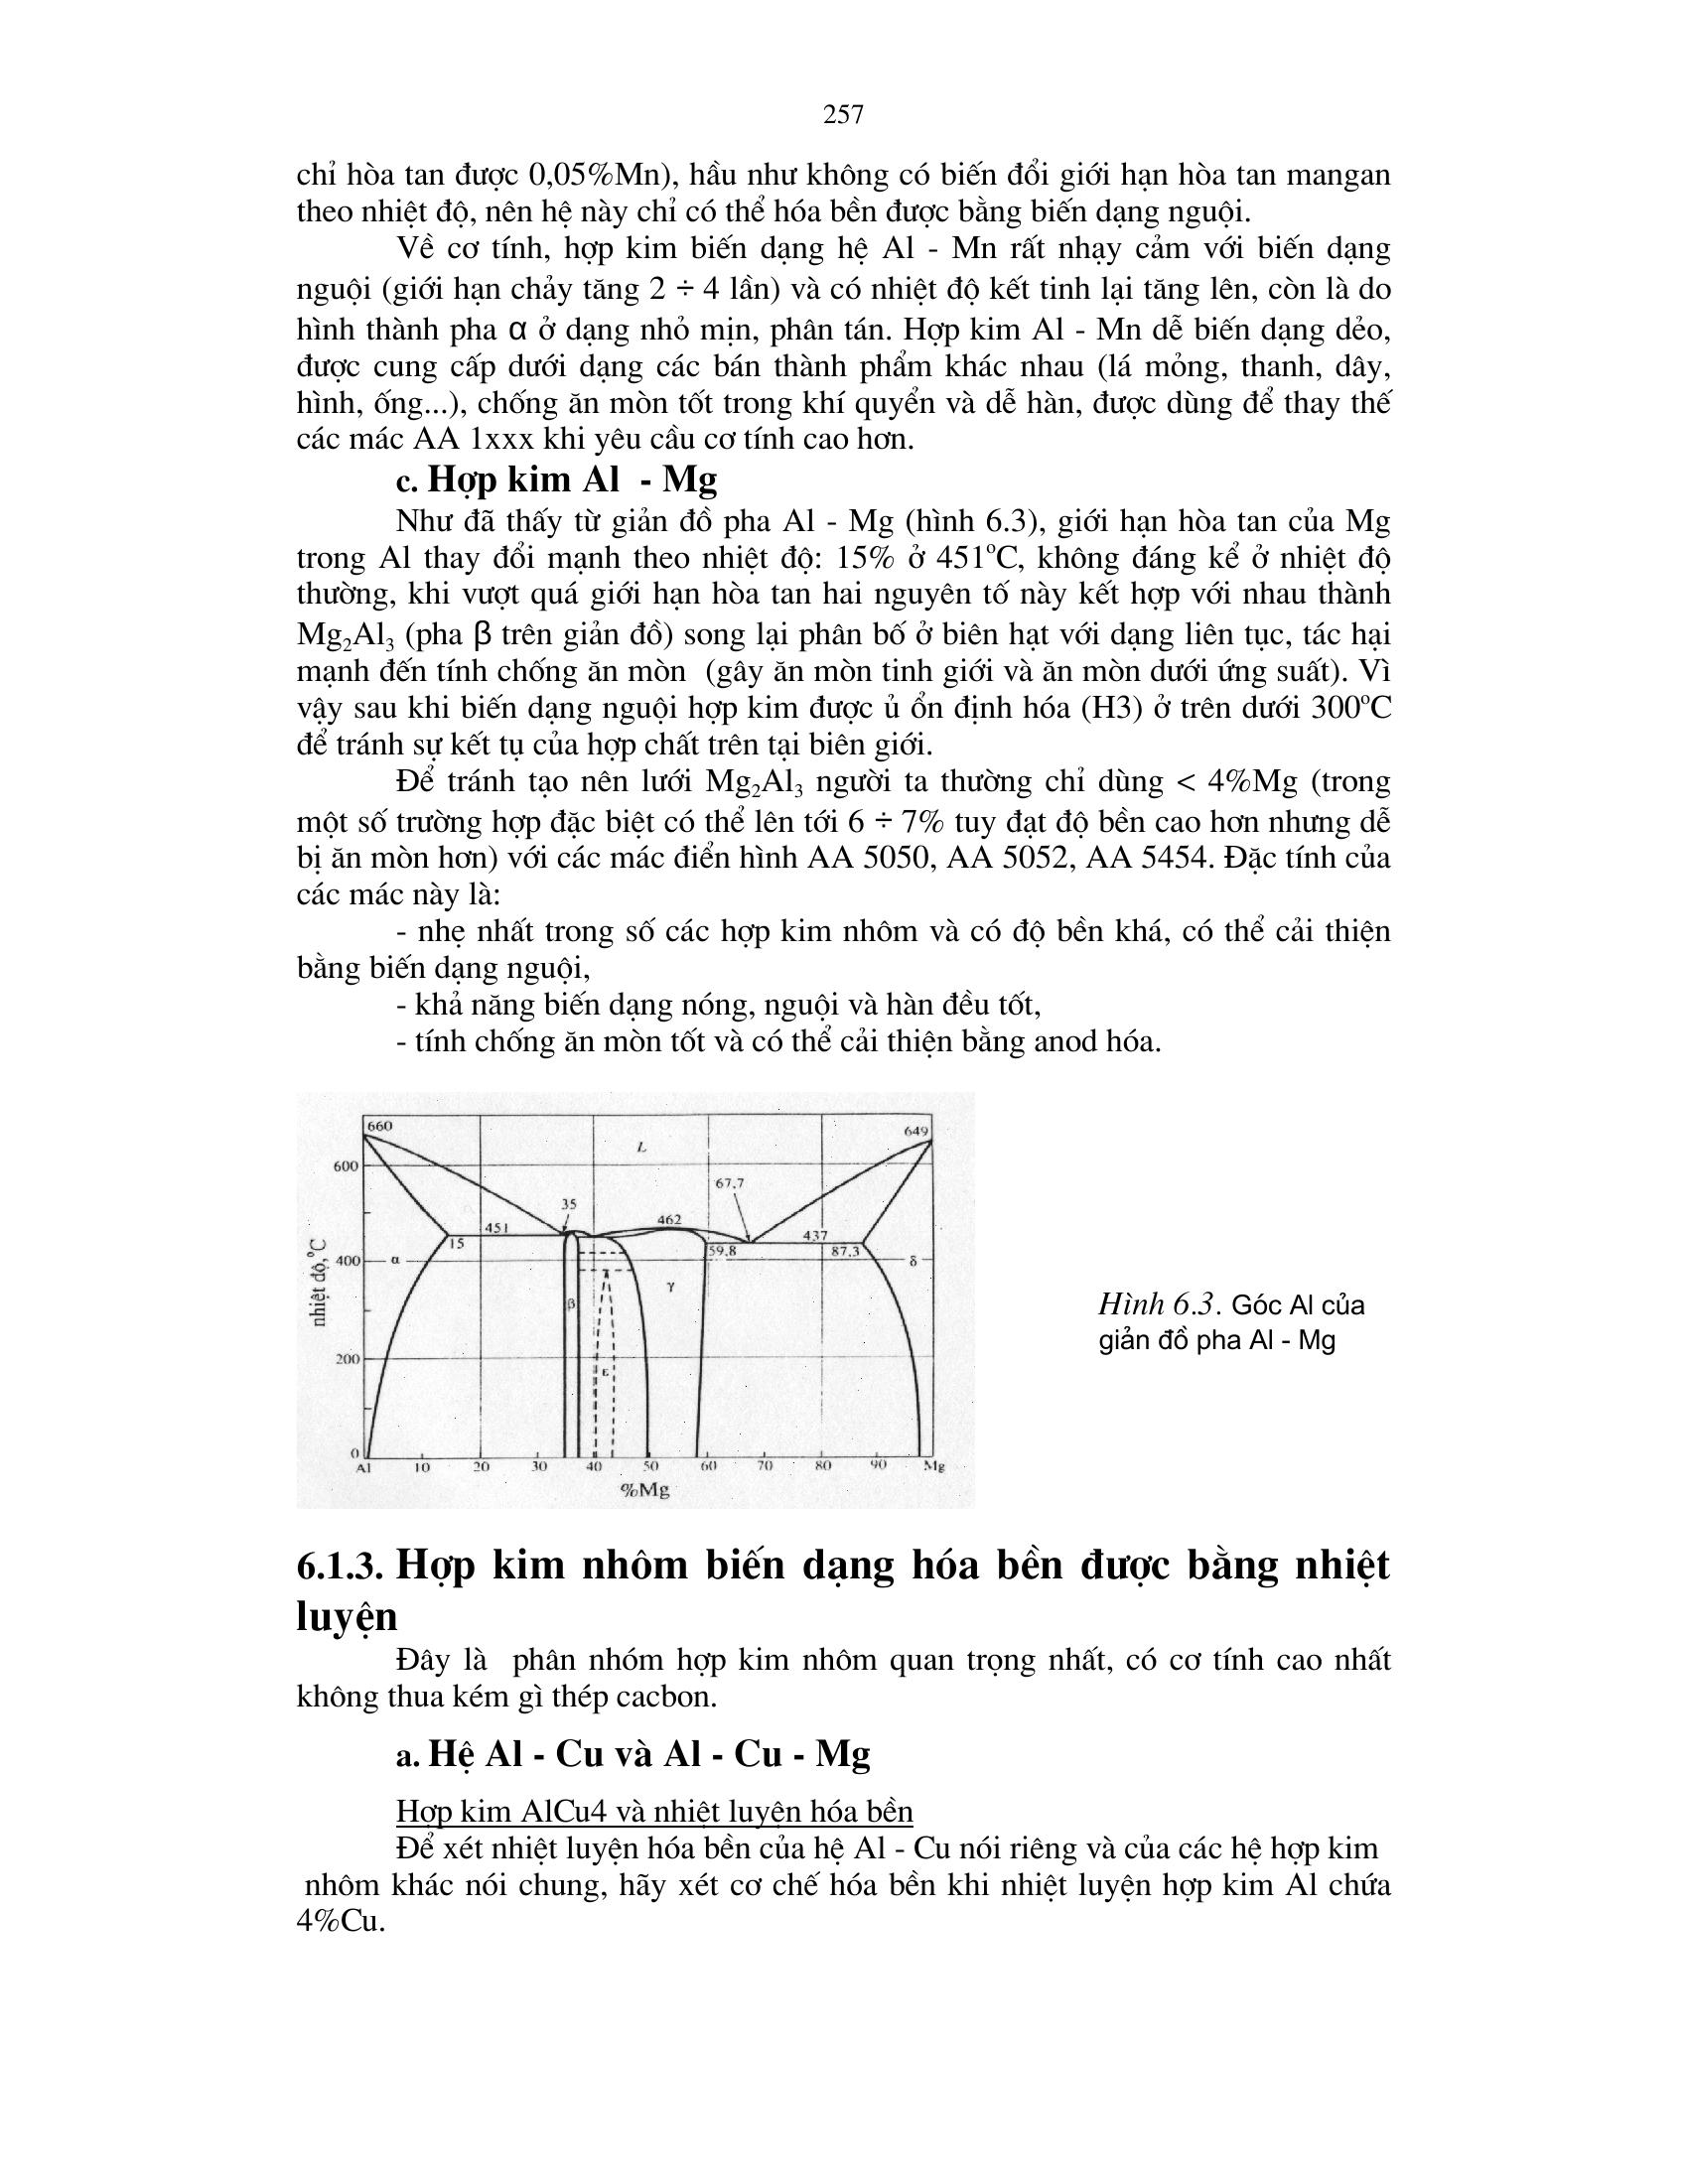 257
chỉ hòa tan được 0,05%Mn), hầu như không có biến đổi giới hạn hòa tan mangan
theo nhiệt độ, nên hệ này chỉ có thể hóa bền được bằng biến dạng nguội.
Về cơ tính, hợp kim biến dạng hệ Al - Mn rất nhạy cảm với biến dạng
nguội (giới hạn chảy tăng 2 ÷ 4 lần) và có nhiệt độ kết tinh lại tăng lên, còn là do
hình thành pha α ở dạng nhỏ mịn, phân tán. Hợp kim Al - Mn dễ biến dạng dẻo,
được cung cấp dưới dạng các bán thành phẩm khác nhau (lá mỏng, thanh, dây,
hình, ống...), chống ăn mòn tốt trong khí quyển và dễ hàn, được dùng để thay thế
các mác AA 1xxx khi yêu cầu cơ tính cao hơn.
c. Hợp kim Al - Mg
Như đã thấy từ giản đồ pha Al - Mg (hình 6.3), giới hạn hòa tan của Mg
trong Al thay đổi mạnh theo nhiệt độ: 15% ở 451°C, không đáng kể ở nhiệt độ
thường, khi vượt quá giới hạn hòa tan hai nguyên tố này kết hợp với nhau thành
Mg₂Al₃ (pha β trên giản đồ) song lại phân bố ở biên hạt với dạng liên tục, tác hại
mạnh đến tính chống ăn mòn (gây ăn mòn tinh giới và ăn mòn dưới ứng suất). Vì
vậy sau khi biến dạng nguội hợp kim được ủ ổn định hóa (H3) ở trên dưới 300°C
để tránh sự kết tụ của hợp chất trên tại biên giới.
Để tránh tạo nên lưới Mg₂Al₃ người ta thường chỉ dùng < 4%Mg (trong
một số trường hợp đặc biệt có thể lên tới 6 ÷ 7% tuy đạt độ bền cao hơn nhưng dễ
bị ăn mòn hơn) với các mác điển hình AA 5050, AA 5052, AA 5454. Đặc tính của
các mác này là:
- nhẹ nhất trong số các hợp kim nhôm và có độ bền khá, có thể cải thiện
bằng biến dạng nguội,
- khả năng biến dạng nóng, nguội và hàn đều tốt,
- tính chống ăn mòn tốt và có thể cải thiện bằng anod hóa.
660
649
L
600
67,7
35
462
451
437
15
59,8
87,3
400
α
δ
γ
nhiệt độ,°C
β
200
ε
0
Al 10 20 30 40 50 60 70 80 90 Mg
%Mg
Hình 6.3. Góc Al của
giản đồ pha Al - Mg
6.1.3. Hợp kim nhôm biến dạng hóa bền được bằng nhiệt
luyện
Đây là phân nhóm hợp kim nhôm quan trọng nhất, có cơ tính cao nhất
không thua kém gì thép cacbon.
a. Hệ Al - Cu và Al - Cu - Mg
Hợp kim AlCu4 và nhiệt luyện hóa bền
Để xét nhiệt luyện hóa bền của hệ Al - Cu nói riêng và của các hệ hợp kim
nhôm khác nói chung, hãy xét cơ chế hóa bền khi nhiệt luyện hợp kim Al chứa
4%Cu.